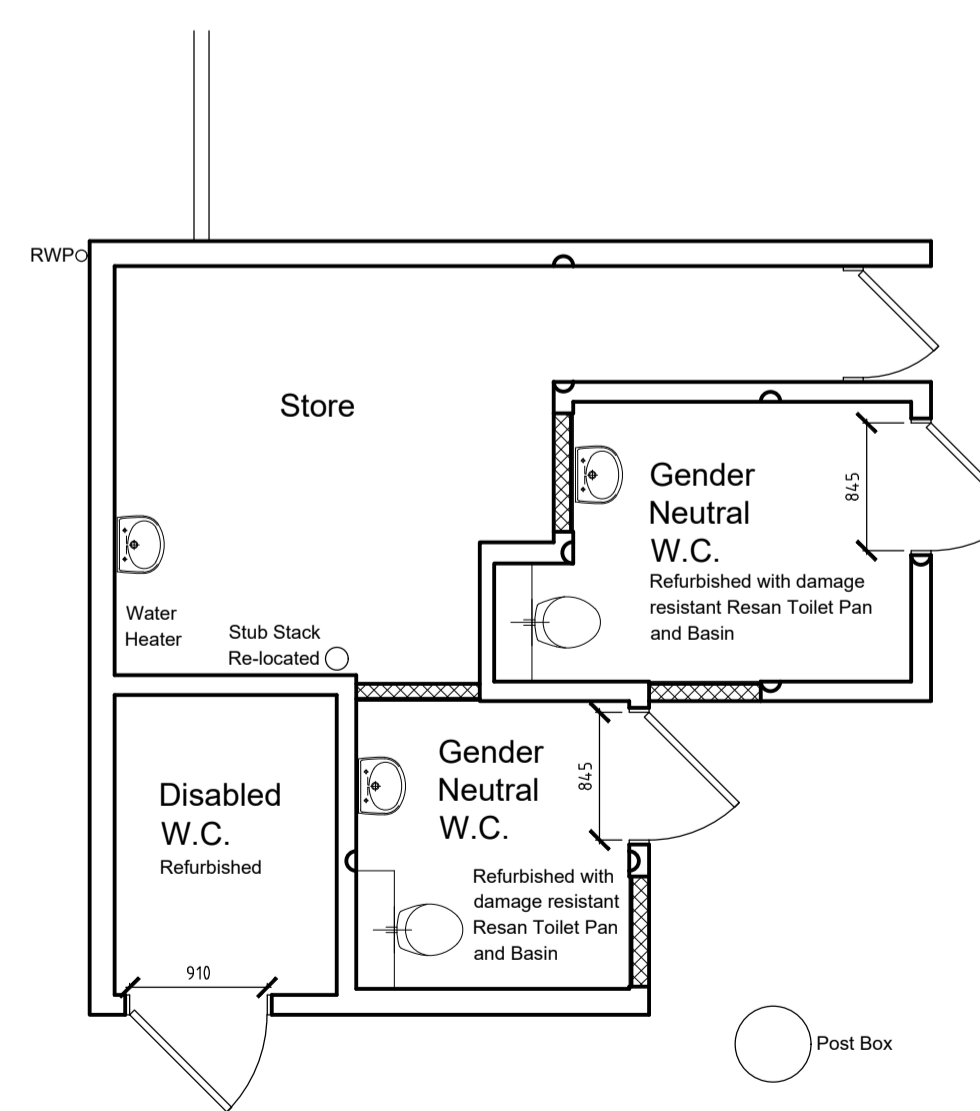 RWP
Store
Gender
Neutral
W.C.
Refurbished with damage
resistant Resan Toilet Pan
and Basin
845
Water
Heater
Stub Stack
Re-located
Disabled
W.C.
Refurbished
910
Gender
Neutral
W.C.
Refurbished with
damage resistant
Resan Toilet Pan
and Basin
845
Post Box